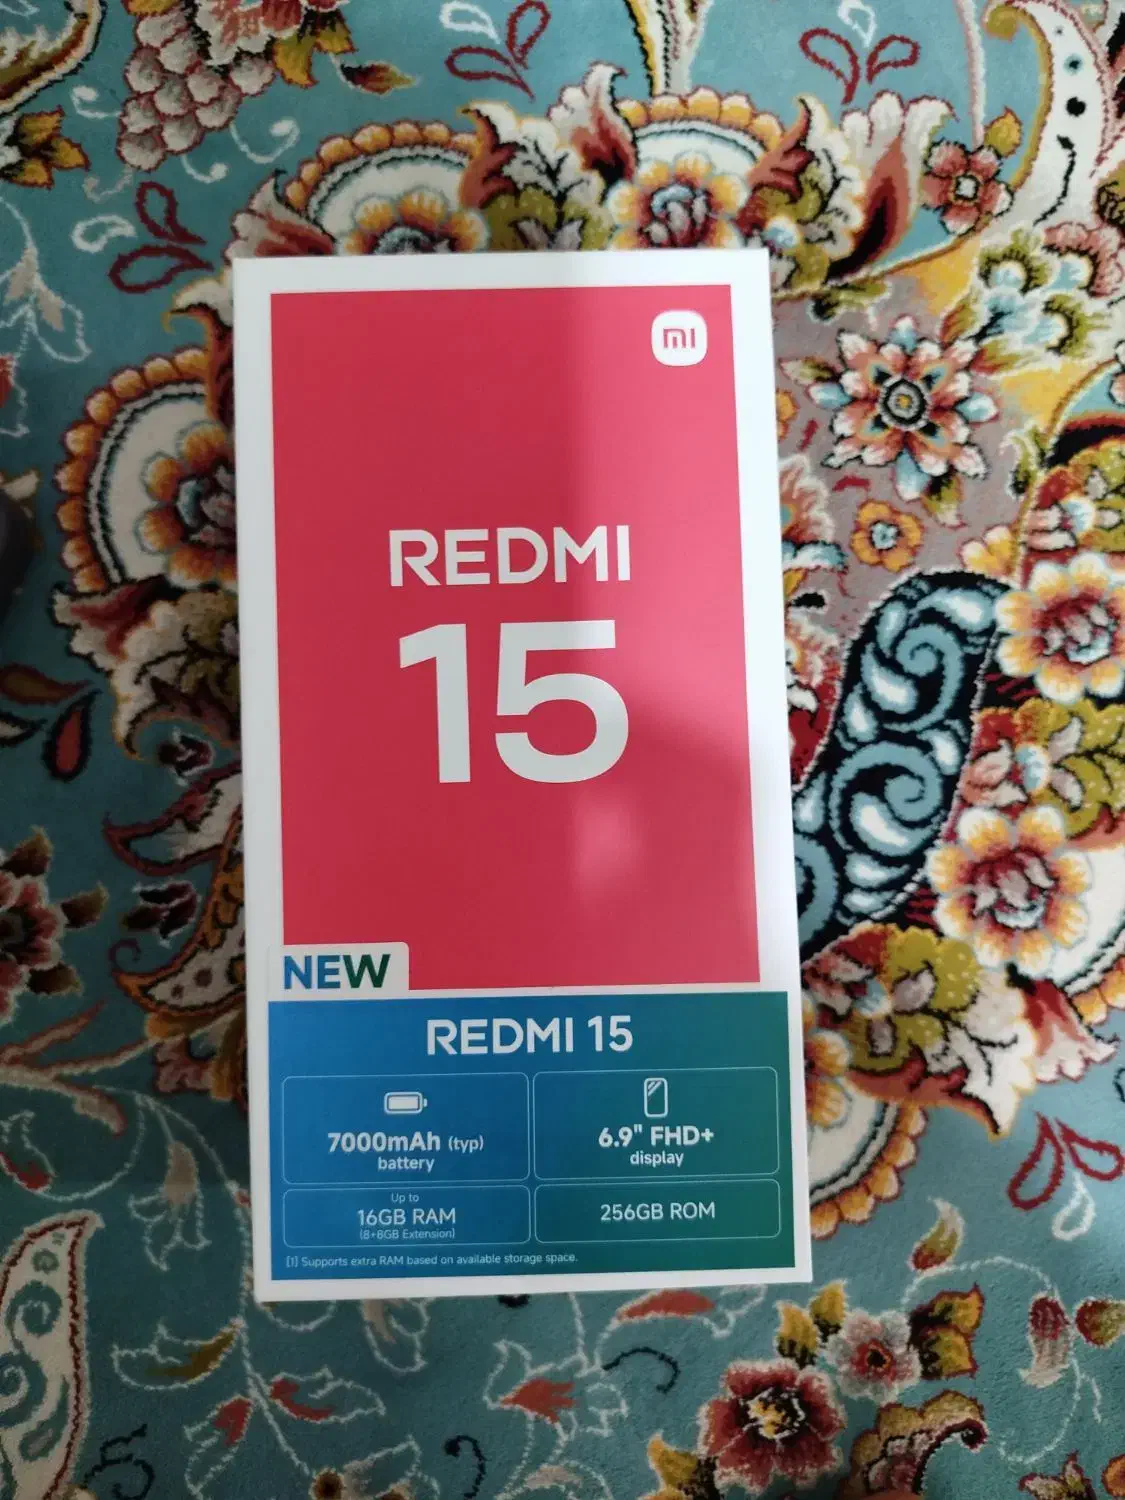 mi
REDMI
15
NEW
REDMI 15
7000mAh (typ)
battery
6.9" FHD+
display
Up to
16GB RAM
(8+8GB Extension)
256GB ROM
[1] Supports extra RAM based on available storage space.